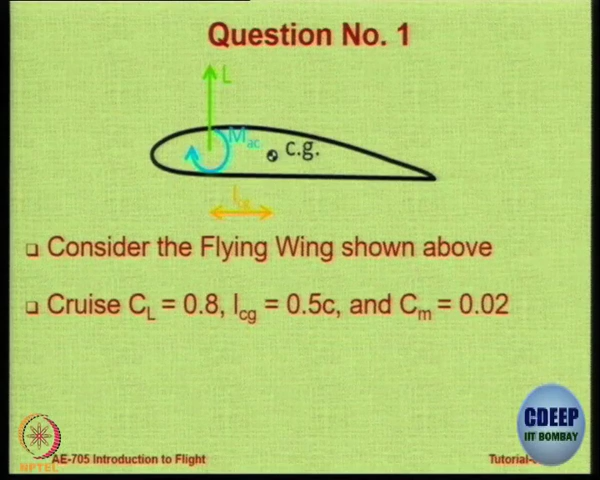 Question No. 1
L
Mac
c.g.
lcg
❑ Consider the Flying Wing shown above
❑ Cruise CL = 0.8, lcg = 0.5c, and Cm = 0.02
CDEEP
IIT BOMBAY
NPTEL
AE-705 Introduction to Flight